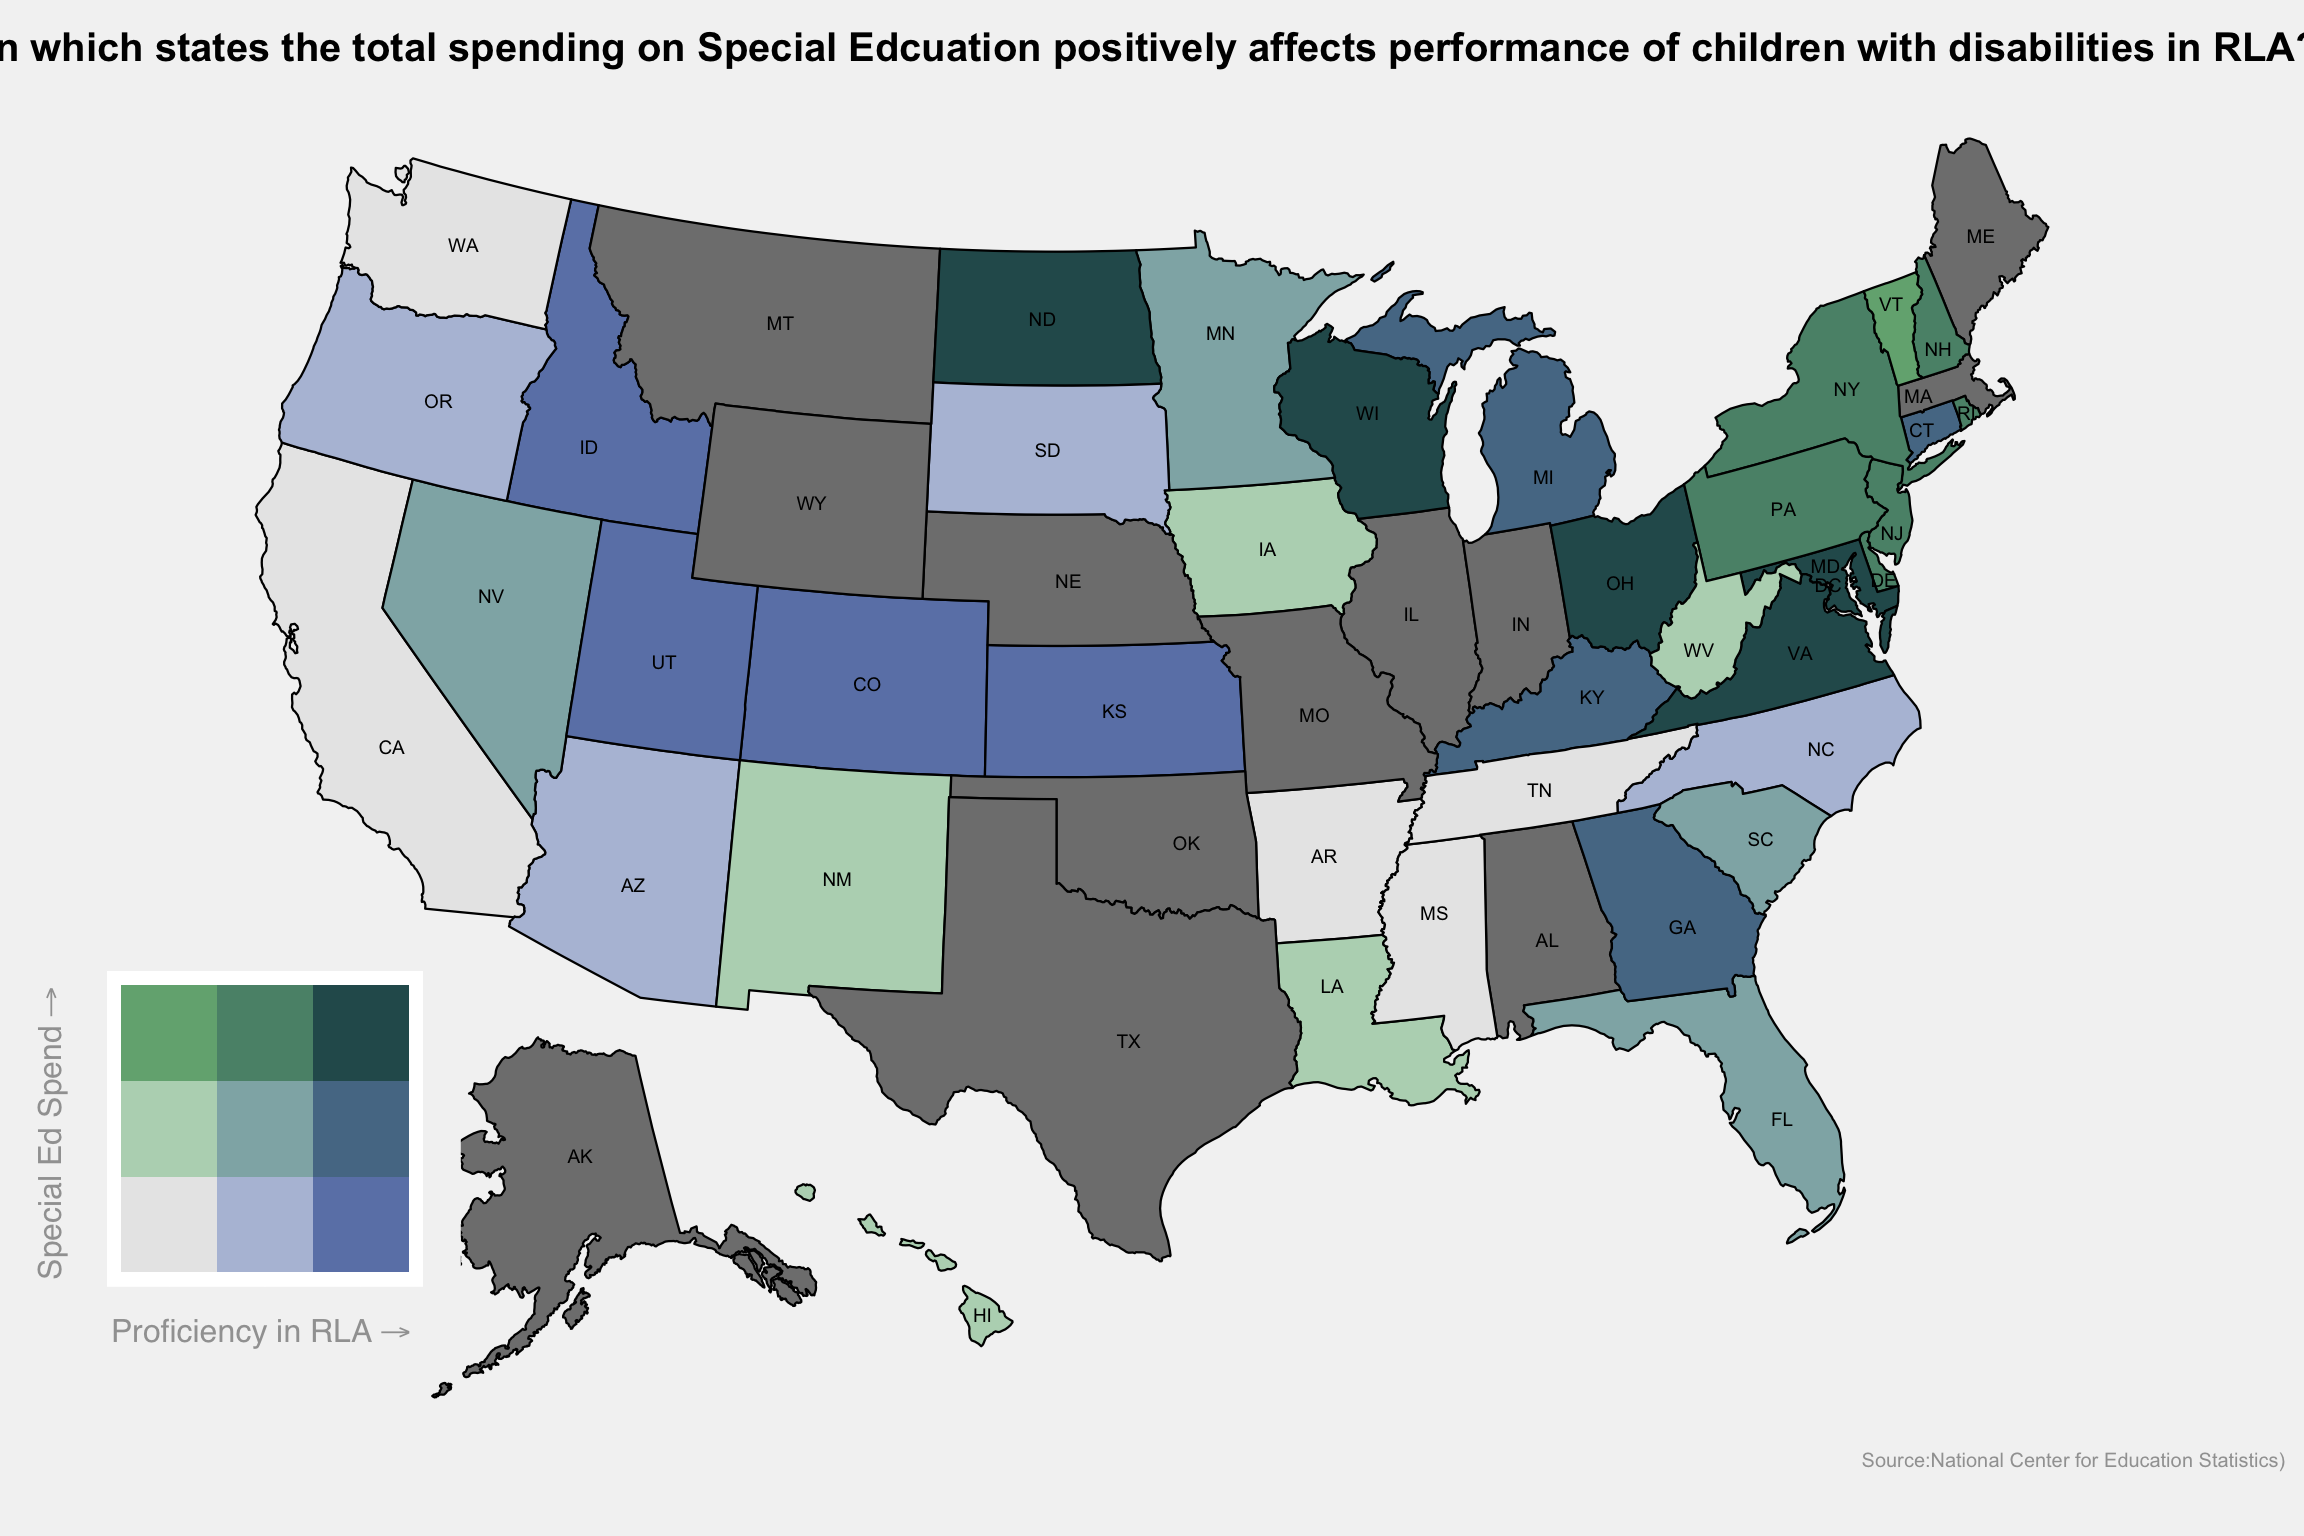 n which states the total spending on Special Edcuation positively affects performance of children with disabilities in RLA?
ME
WA
VT
ND
MT
MN
NH
NY
MA
OR
WI
RI
CT
ID
SD
MI
WY
PA
NJ
IA
MD
NE
DE
OH
DC
NV
IL
IN
WV
VA
UT
CO
KY
KS
MO
CA
NC
TN
SC
OK
AR
NM
AZ
MS
GA
AL
LA
TX
FL
AK
HI
Special Ed Spend →
Proficiency in RLA →
Source:National Center for Education Statistics)